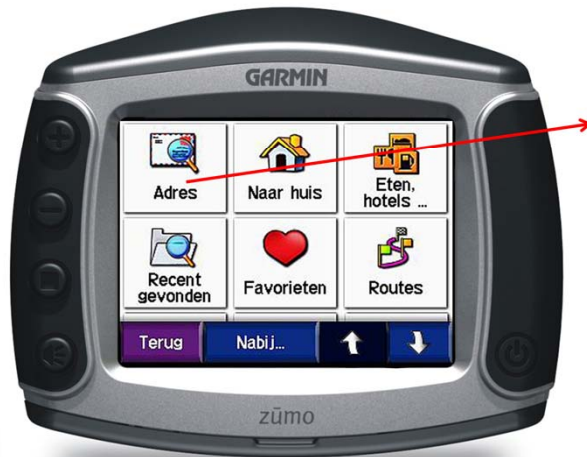 GARMIN
Adres
Naar huis
Eten,
hotels ...
Recent
gevonden
Favorieten
Routes
Terug
Nabij...
zūmo